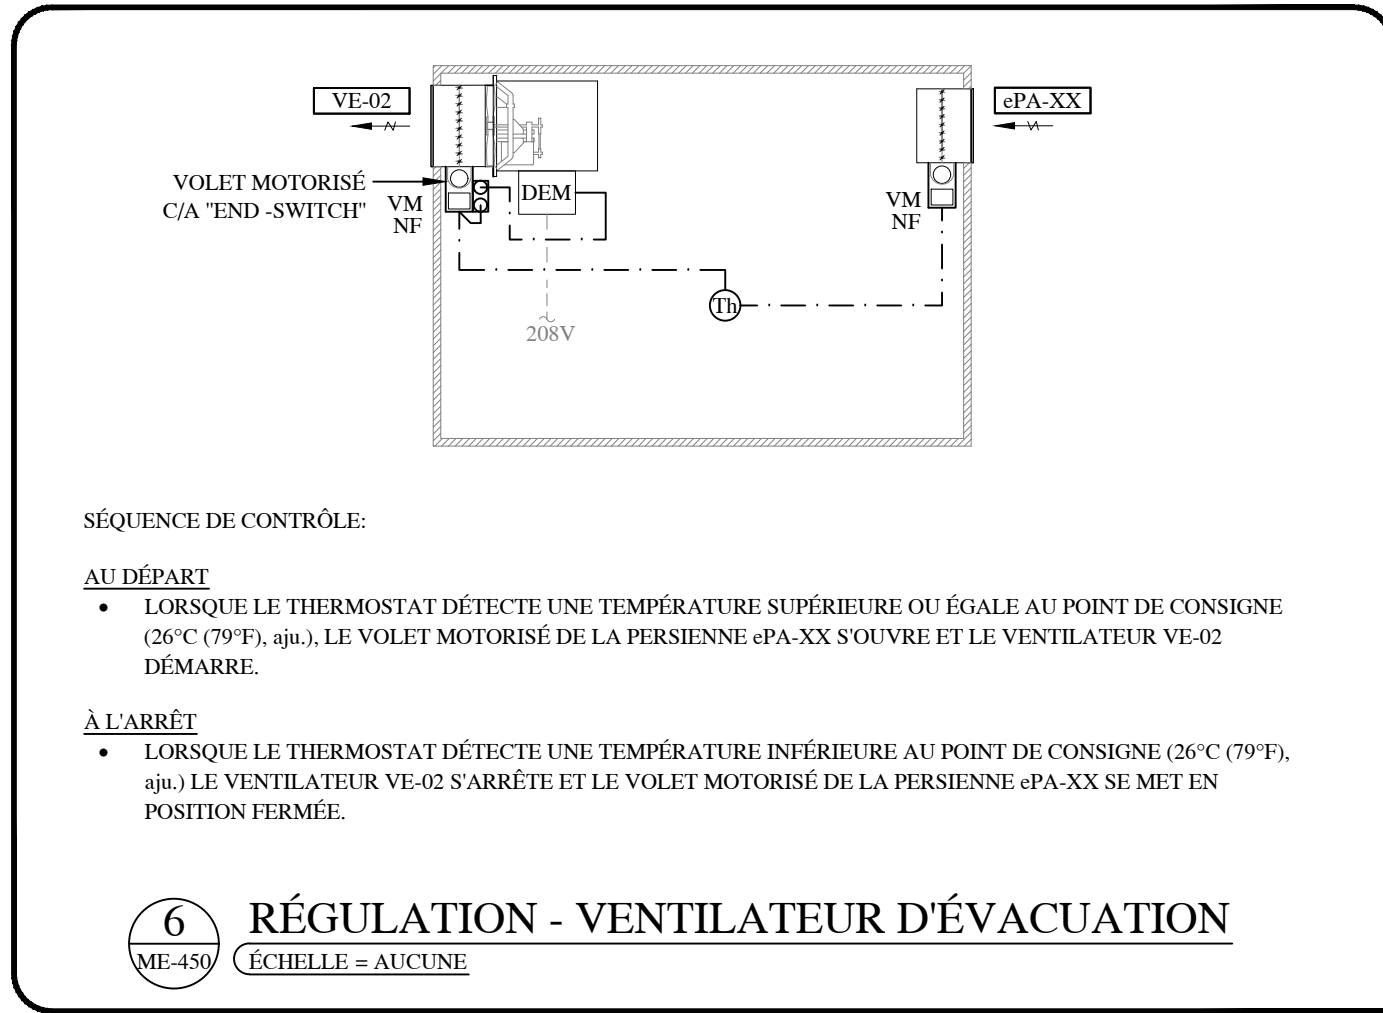 VE-02
ePA-XX
VOLET MOTORISÉ
C/A "END -SWITCH"
VM
NF
DEM
VM
NF
Th
208V
SÉQUENCE DE CONTRÔLE:
AU DÉPART
• LORSQUE LE THERMOSTAT DÉTECTE UNE TEMPÉRATURE SUPÉRIEURE OU ÉGALE AU POINT DE CONSIGNE
(26°C (79°F), aju.), LE VOLET MOTORISÉ DE LA PERSIENNE ePA-XX S'OUVRE ET LE VENTILATEUR VE-02
DÉMARRE.
À L'ARRÊT
• LORSQUE LE THERMOSTAT DÉTECTE UNE TEMPÉRATURE INFÉRIEURE AU POINT DE CONSIGNE (26°C (79°F),
aju.) LE VENTILATEUR VE-02 S'ARRÊTE ET LE VOLET MOTORISÉ DE LA PERSIENNE ePA-XX SE MET EN
POSITION FERMÉE.
6
ME-450
RÉGULATION - VENTILATEUR D'ÉVACUATION
ÉCHELLE = AUCUNE